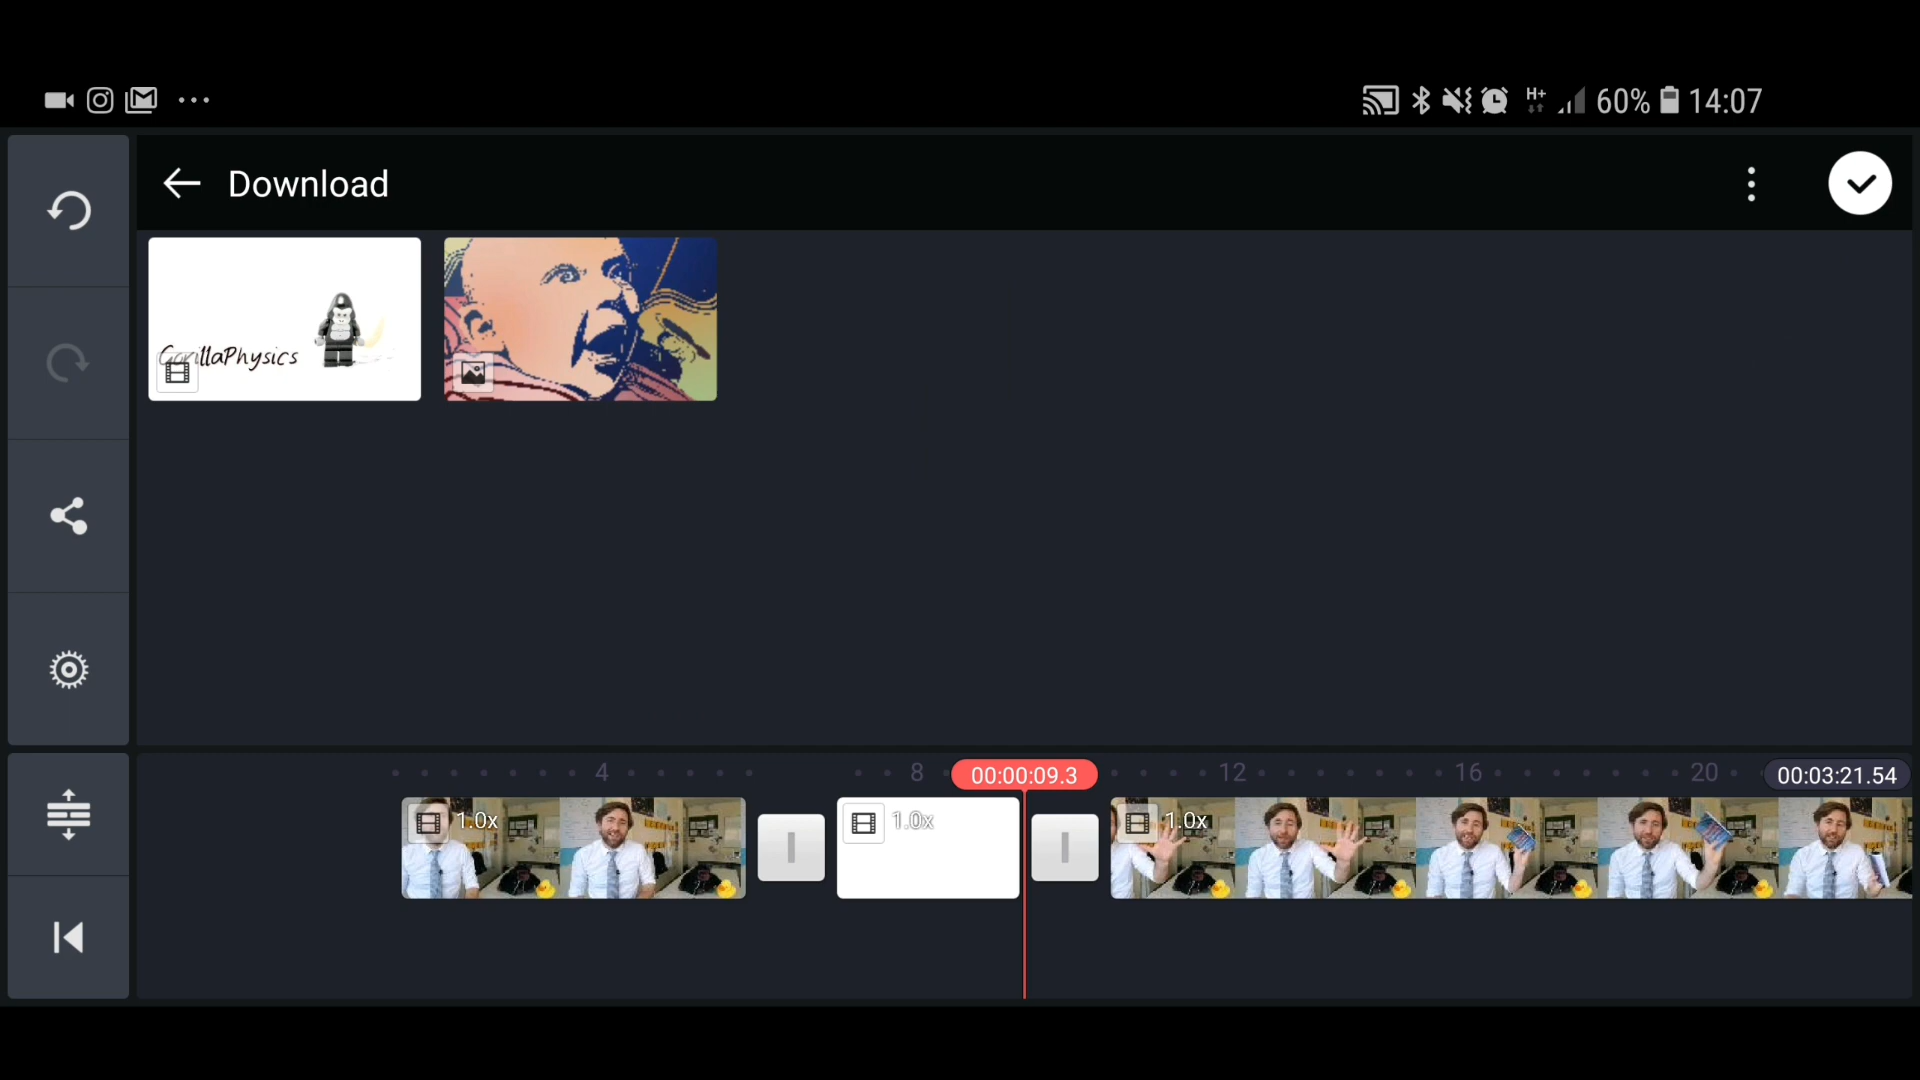 H+ 60% 14:07
Download
GorillaPhysics
4 8 00:00:09.3 12 16 20 00:03:21.54
1.0x 1.0x 1.0x